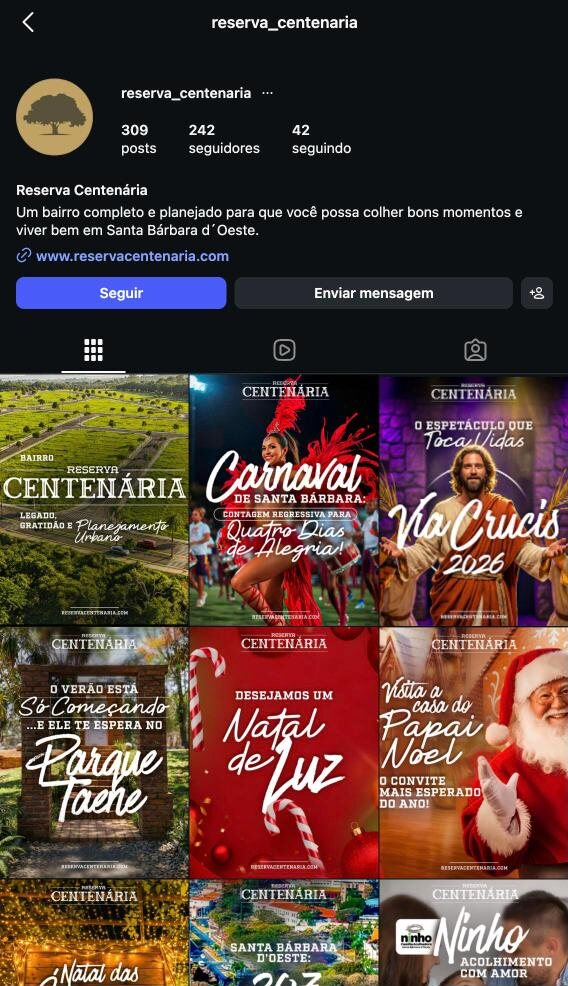 reserva_centenaria
reserva_centenaria ...
309 242 42
posts seguidores seguindo
Reserva Centenária
Um bairro completo e planejado para que você possa colher bons momentos e
viver bem em Santa Bárbara d´Oeste.
www.reservacentenaria.com
Seguir Enviar mensagem
BAIRRO
RESERVA
CENTENÁRIA
LEGADO,
GRATIDÃO E Planejamento
Urbano
RESERVACENTENARIA.COM
RESERVA
CENTENÁRIA
Carnaval
DE SANTA BÁRBARA:
CONTAGEM REGRESSIVA PARA
Quatro Dias
de Alegria!
RESERVACENTENARIA.COM
RESERVA
CENTENÁRIA
O ESPETÁCULO QUE
Toca Vidas
Via Crucis
2026
RESERVACENTENARIA.COM
RESERVA
CENTENÁRIA
O VERÃO ESTÁ
Só Começando
...E ELE TE ESPERA NO
Parque
Taene
RESERVACENTENARIA.COM
RESERVA
CENTENÁRIA
DESEJAMOS UM
Natal
de Luz
RESERVACENTENARIA.COM
RESERVA
CENTENÁRIA
Visita a
casa do
Papai
Noel
O CONVITE
MAIS ESPERADO
DO ANO!
RESERVACENTENARIA.COM
RESERVA
CENTENÁRIA
Natal das
RESERVA
CENTENÁRIA
SANTA BÁRBARA
D'OESTE:
RESERVA
CENTENÁRIA
ninho
Ninho
ACOLHIMENTO
COM AMOR